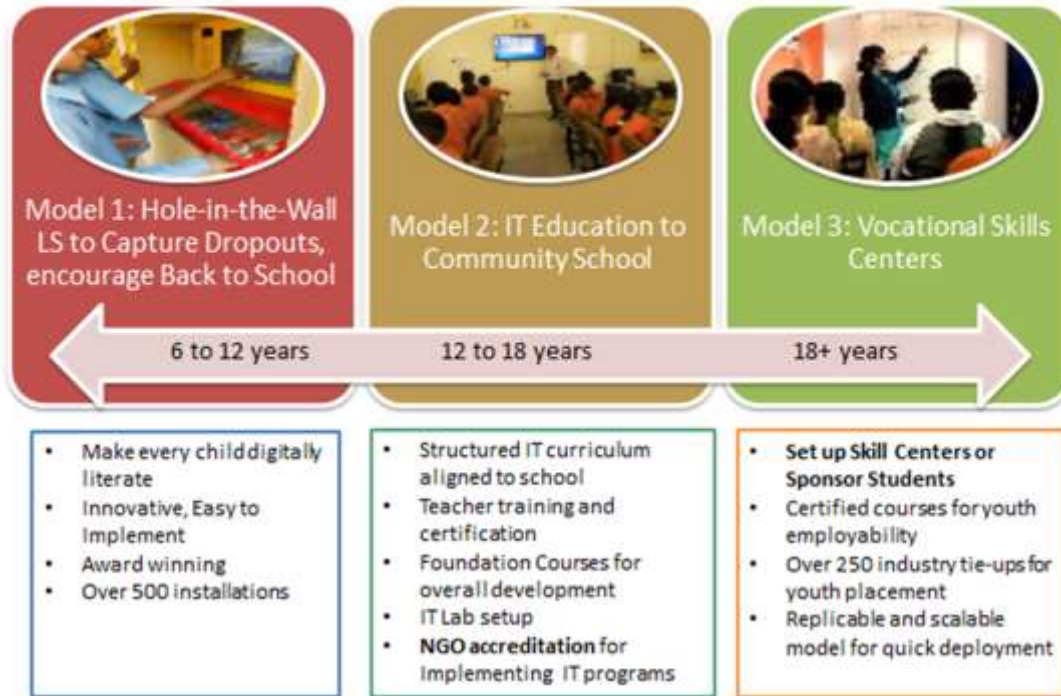 Model 1: Hole-in-the-Wall
LS to Capture Dropouts,
encourage Back to School
Model 2: IT Education to
Community School
Model 3: Vocational Skills
Centers
6 to 12 years
12 to 18 years
18+ years
• Make every child digitally
literate
• Innovative, Easy to
Implement
• Award winning
• Over 500 installations
• Structured IT curriculum
aligned to school
• Teacher training and
certification
• Foundation Courses for
overall development
• IT Lab setup
• NGO accreditation for
Implementing IT programs
• Set up Skill Centers or
Sponsor Students
• Certified courses for youth
employability
• Over 250 industry tie-ups for
youth placement
• Replicable and scalable
model for quick deployment